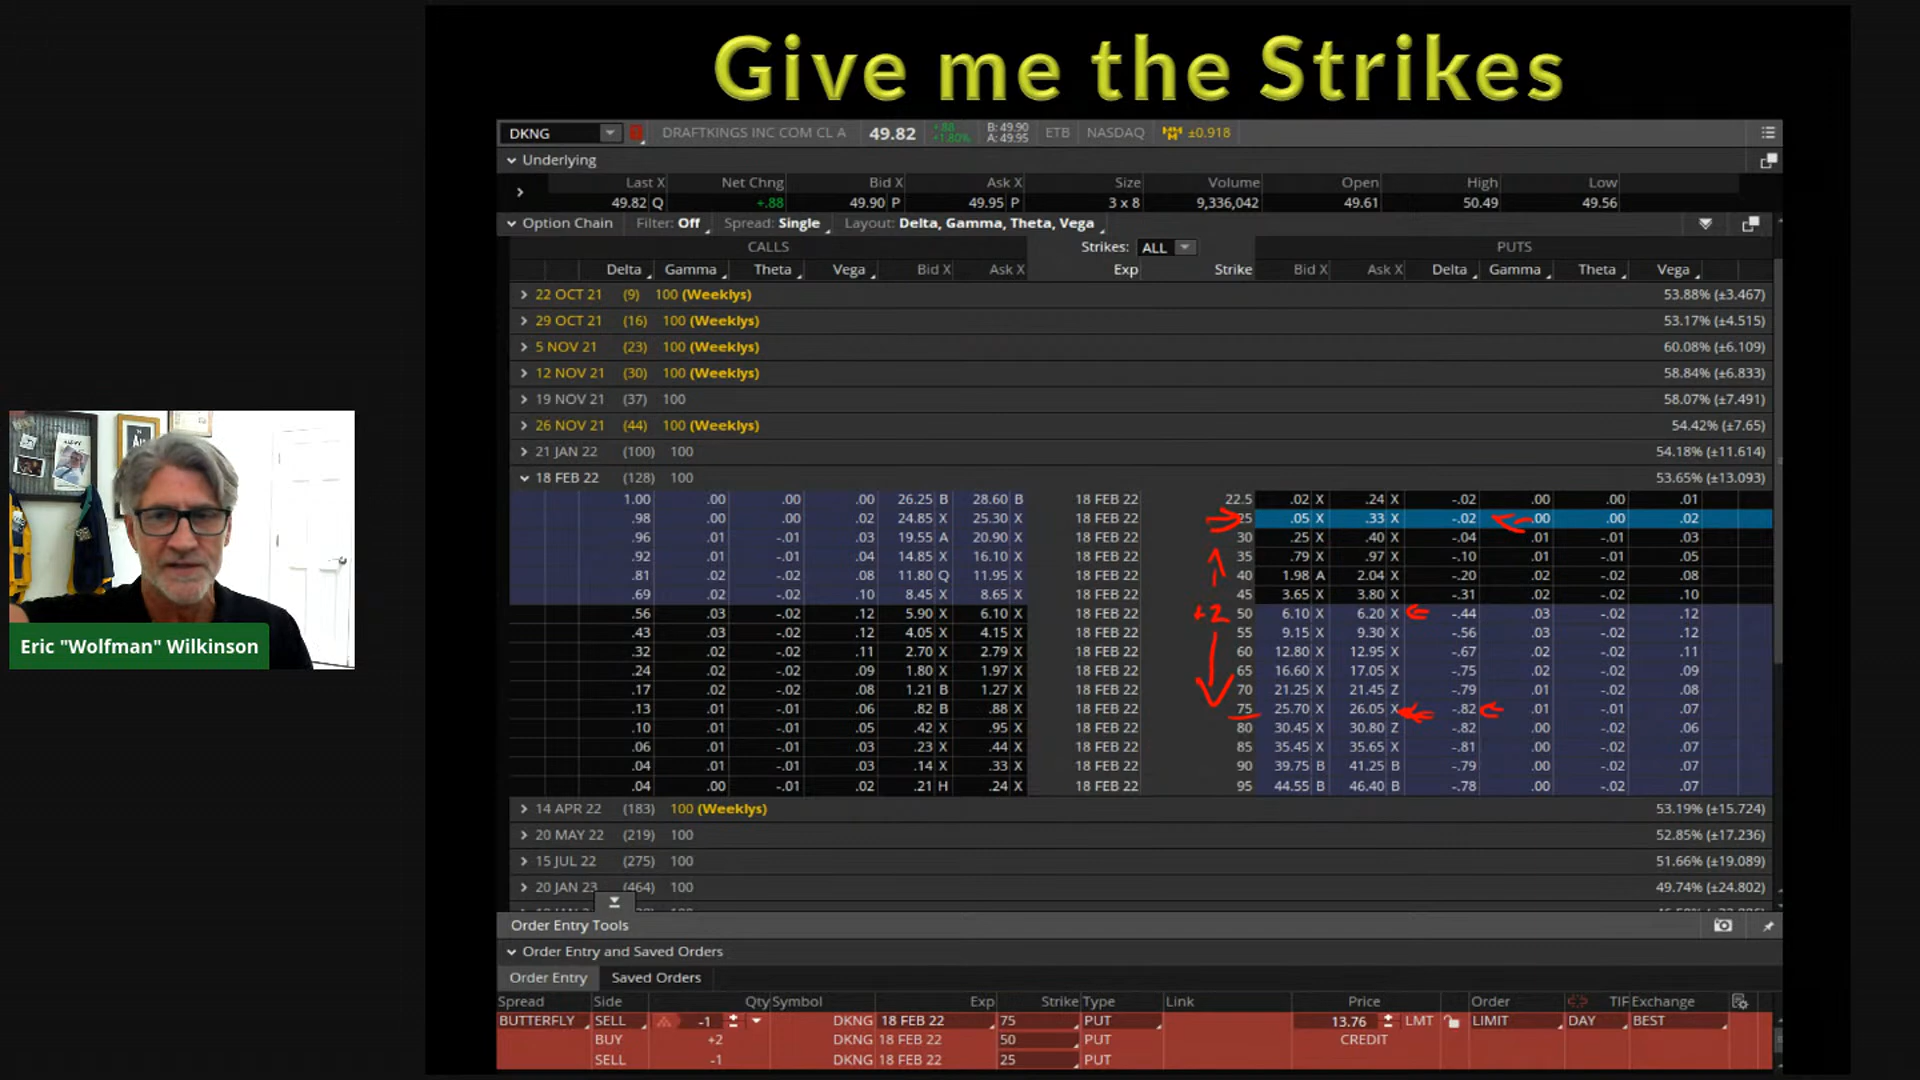 Give me the Strikes
DKNG DRAFTKINGS INC COM CL A 49.82 +.88 +1.80% B: 49.90 A: 49.95 ETB NASDAQ ±0.918
Underlying
Last X Net Chng Bid X Ask X Size Volume Open High Low
49.82 Q +.88 49.90 P 49.95 P 3 x 8 9,336,042 49.61 50.49 49.56
Option Chain Filter: Off Spread: Single Layout: Delta, Gamma, Theta, Vega
CALLS Strikes: ALL PUTS
Delta Gamma Theta Vega Bid X Ask X Exp Strike Bid X Ask X Delta Gamma Theta Vega
22 OCT 21 (9) 100 (Weeklys) 53.88% (±3.467)
29 OCT 21 (16) 100 (Weeklys) 53.17% (±4.515)
5 NOV 21 (23) 100 (Weeklys) 60.08% (±6.109)
12 NOV 21 (30) 100 (Weeklys) 58.84% (±6.833)
19 NOV 21 (37) 100 58.07% (±7.491)
26 NOV 21 (44) 100 (Weeklys) 54.42% (±7.65)
21 JAN 22 (100) 100 54.18% (±11.614)
18 FEB 22 (128) 100 53.65% (±13.093)
1.00 .00 .00 .00 26.25 B 28.60 B 18 FEB 22 22.5 .02 X .24 X -.02 .00 .00 .01
.98 .00 .00 .02 24.85 X 25.30 X 18 FEB 22 25 .05 X .33 X -.02 .00 .00 .02
.96 .01 -.01 .03 19.55 A 20.90 X 18 FEB 22 30 .25 X .40 X -.04 .01 -.01 .03
.92 .01 -.01 .04 14.85 X 16.10 X 18 FEB 22 35 .79 X .97 X -.10 .01 -.01 .05
.81 .02 -.02 .08 11.80 Q 11.95 X 18 FEB 22 40 1.98 A 2.04 X -.20 .02 -.02 .08
.69 .02 -.02 .10 8.45 X 8.65 X 18 FEB 22 45 3.65 X 3.80 X -.31 .02 -.02 .10
.56 .03 -.02 .12 5.90 X 6.10 X 18 FEB 22 +2 50 6.10 X 6.20 X -.44 .03 -.02 .12
.43 .03 -.02 .12 4.05 X 4.15 X 18 FEB 22 55 9.15 X 9.30 X -.56 .03 -.02 .12
.32 .02 -.02 .11 2.70 X 2.79 X 18 FEB 22 60 12.80 X 12.95 X -.67 .02 -.02 .11
.24 .02 -.02 .09 1.80 X 1.97 X 18 FEB 22 65 16.60 X 17.05 X -.75 .02 -.02 .09
.17 .02 -.02 .08 1.21 B 1.27 X 18 FEB 22 70 21.25 X 21.45 Z -.79 .01 -.02 .08
.13 .01 -.01 .06 .82 B .88 X 18 FEB 22 75 25.70 X 26.05 X -.82 .01 -.01 .07
.10 .01 -.01 .05 .42 X .95 X 18 FEB 22 80 30.45 X 30.80 Z -.82 .00 -.02 .07
.06 .01 -.01 .03 .23 X .44 X 18 FEB 22 85 35.45 X 35.65 X -.81 .00 -.02 .07
.04 .01 -.01 .03 .14 X .33 X 18 FEB 22 90 39.75 B 41.25 B -.79 .00 -.02 .07
.04 .00 -.01 .02 .21 H .24 X 18 FEB 22 95 44.55 B 46.40 B -.78 .00 -.02 .07
14 APR 22 (183) 100 (Weeklys) 53.19% (±15.724)
20 MAY 22 (219) 100 52.85% (±17.236)
15 JUL 22 (275) 100 51.66% (±19.089)
20 JAN 23 (464) 100 49.74% (±24.802)
Order Entry Tools
Order Entry and Saved Orders
Order Entry Saved Orders
Spread Side Qty Symbol Exp Strike Type Link Price Order TIF Exchange
BUTTERFLY SELL -1 DKNG 18 FEB 22 75 PUT 13.76 LMT LIMIT DAY BEST
BUY +2 DKNG 18 FEB 22 50 PUT CREDIT
SELL -1 DKNG 18 FEB 22 25 PUT
Eric "Wolfman" Wilkinson